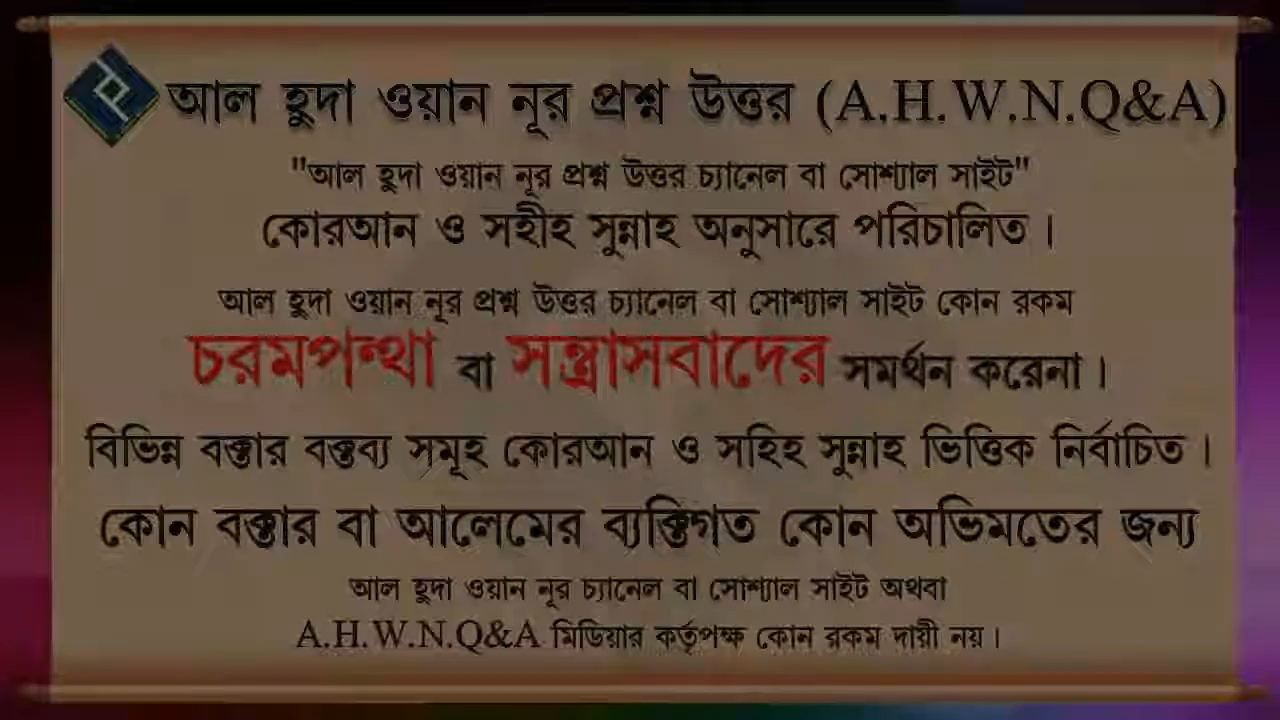 আল হুদা ওয়ান নূর প্রশ্ন উত্তর (A.H.W.N.Q&A)
"আল হুদা ওয়ান নূর প্রশ্ন উত্তর চ্যানেল বা সোশ্যাল সাইট"
কোরআন ও সহীহ সুন্নাহ অনুসারে পরিচালিত ।
আল হুদা ওয়ান নূর প্রশ্ন উত্তর চ্যানেল বা সোশ্যাল সাইট কোন রকম
চরমপন্থা বা সন্ত্রাসবাদের সমর্থন করেনা ।
বিভিন্ন বক্তার বক্তব্য সমূহ কোরআন ও সহিহ সুন্নাহ ভিত্তিক নির্বাচিত ।
কোন বক্তার বা আলেমের ব্যক্তিগত কোন অভিমতের জন্য
আল হুদা ওয়ান নূর চ্যানেল বা সোশ্যাল সাইট অথবা
A.H.W.N.Q&A মিডিয়ার কর্তৃপক্ষ কোন রকম দায়ী নয় ।